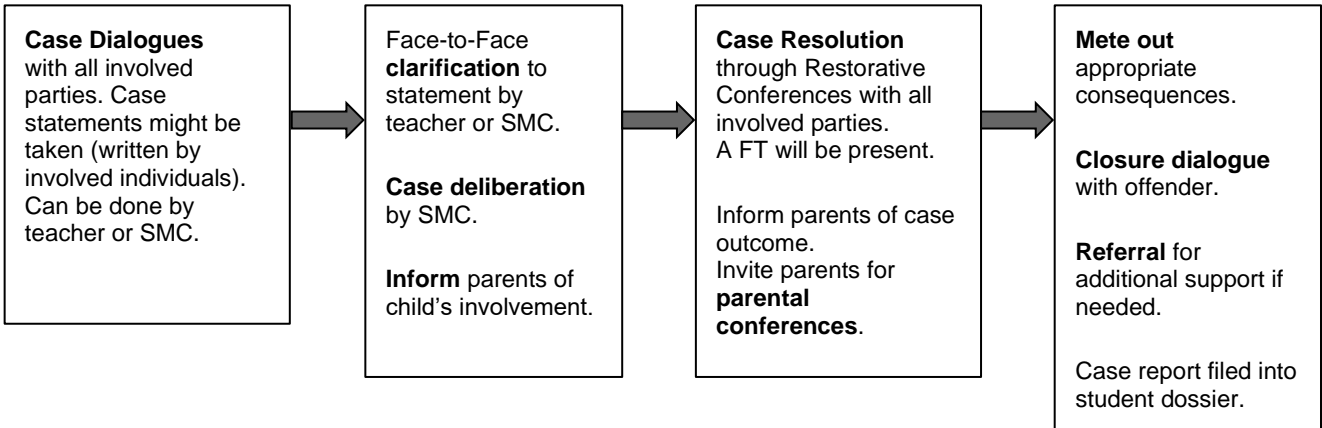 Case Dialogues
with all involved
parties. Case
statements might be
taken (written by
involved individuals).
Can be done by
teacher or SMC.
Face-to-Face
clarification to
statement by
teacher or SMC.
Case deliberation
by SMC.
Inform parents of
child's involvement.
Case Resolution
through Restorative
Conferences with all
involved parties.
A FT will be present.
Inform parents of case
outcome.
Invite parents for
parental
conferences.
Mete out
appropriate
consequences.
Closure dialogue
with offender.
Referral for
additional support if
needed.
Case report filed into
student dossier.